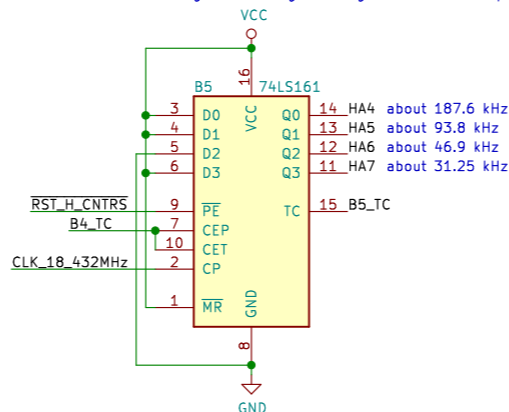 VCC
B5 74LS161
16
VCC
3 D0 Q0 14 HA4 about 187.6 kHz
4 D1 Q1 13 HA5 about 93.8 kHz
5 D2 Q2 12 HA6 about 46.9 kHz
6 D3 Q3 11 HA7 about 31.25 kHz
RST_H_CNTRS 9 PE TC 15 B5_TC
B4_TC 7 CEP
10 CET
CLK_18_432MHz 2 CP
1 MR
GND
8
GND